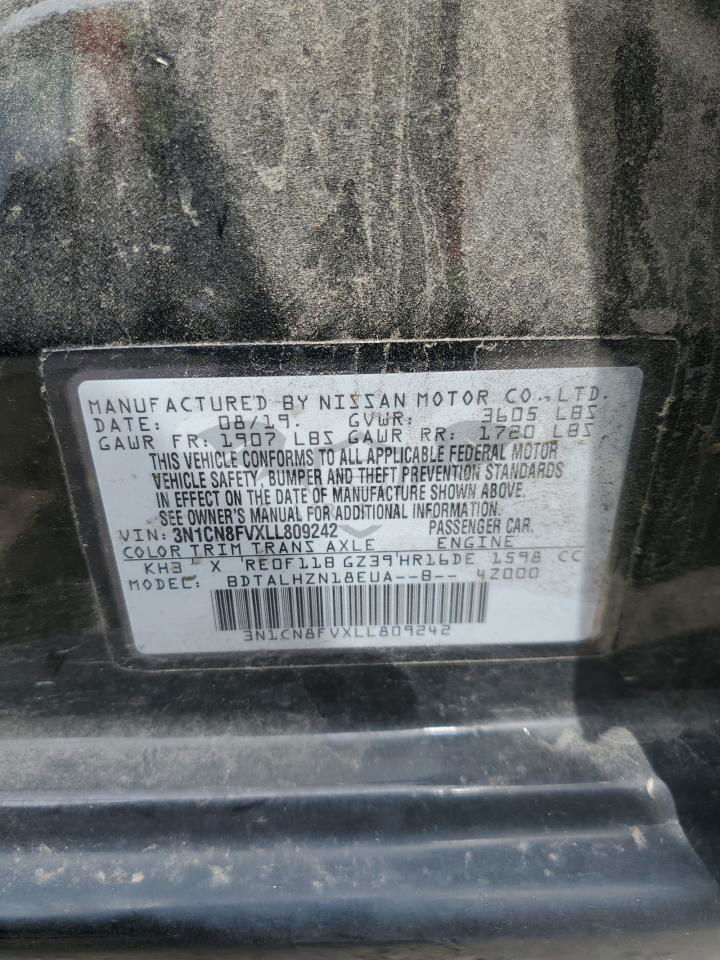 MANUFACTURED BY NISSAN MOTOR CO., LTD.
DATE: 08/19. GVWR: 3605 LBS
GAWR FR: 1907 LBS GAWR RR: 1720 LBS
THIS VEHICLE CONFORMS TO ALL APPLICABLE FEDERAL MOTOR
VEHICLE SAFETY, BUMPER AND THEFT PREVENTION STANDARDS
IN EFFECT ON THE DATE OF MANUFACTURE SHOWN ABOVE.
SEE OWNER'S MANUAL FOR ADDITIONAL INFORMATION.
VIN: 3N1CN8FVXLL809242 PASSENGER CAR.
COLOR TRIM TRANS AXLE ENGINE
KH3 X RE0F11B GZ39 HR16DE 1598 CC
MODEL: BDTALHZN18EUA--B-- 4Z000
3N1CN8FVXLL809242